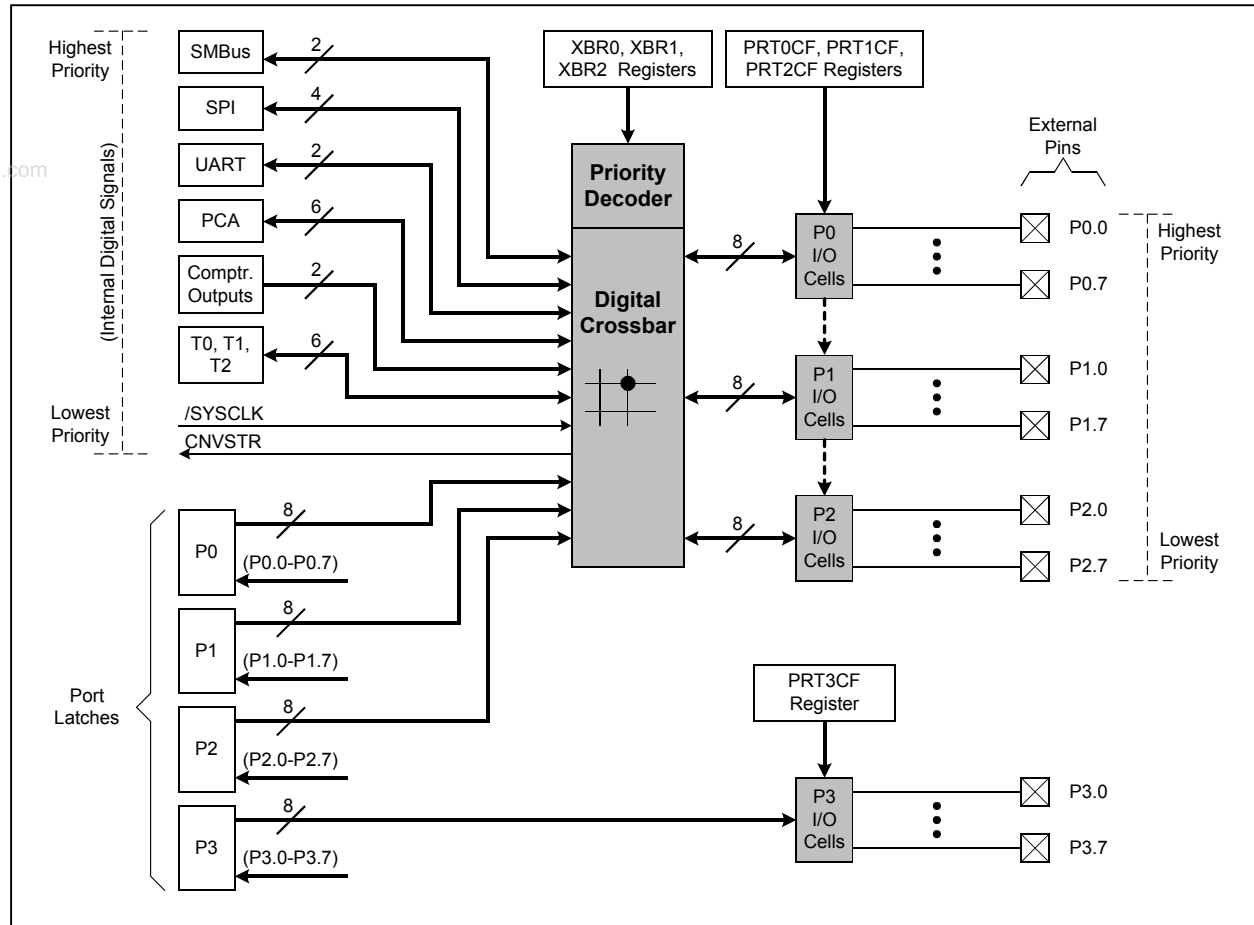 Highest
Priority
(Internal Digital Signals)
Lowest
Priority
.com
SMBus
2
SPI
4
UART
2
PCA
6
Comptr.
Outputs
2
T0, T1,
T2
6
/SYSCLK
CNVSTR
XBR0, XBR1,
XBR2 Registers
PRT0CF, PRT1CF,
PRT2CF Registers
Priority
Decoder
Digital
Crossbar
External
Pins
8
P0
I/O
Cells
P0.0
P0.7
Highest
Priority
8
P1
I/O
Cells
P1.0
P1.7
8
P2
I/O
Cells
P2.0
P2.7
Lowest
Priority
Port
Latches
P0
8
(P0.0-P0.7)
P1
8
(P1.0-P1.7)
P2
8
(P2.0-P2.7)
P3
8
(P3.0-P3.7)
PRT3CF
Register
P3
I/O
Cells
P3.0
P3.7